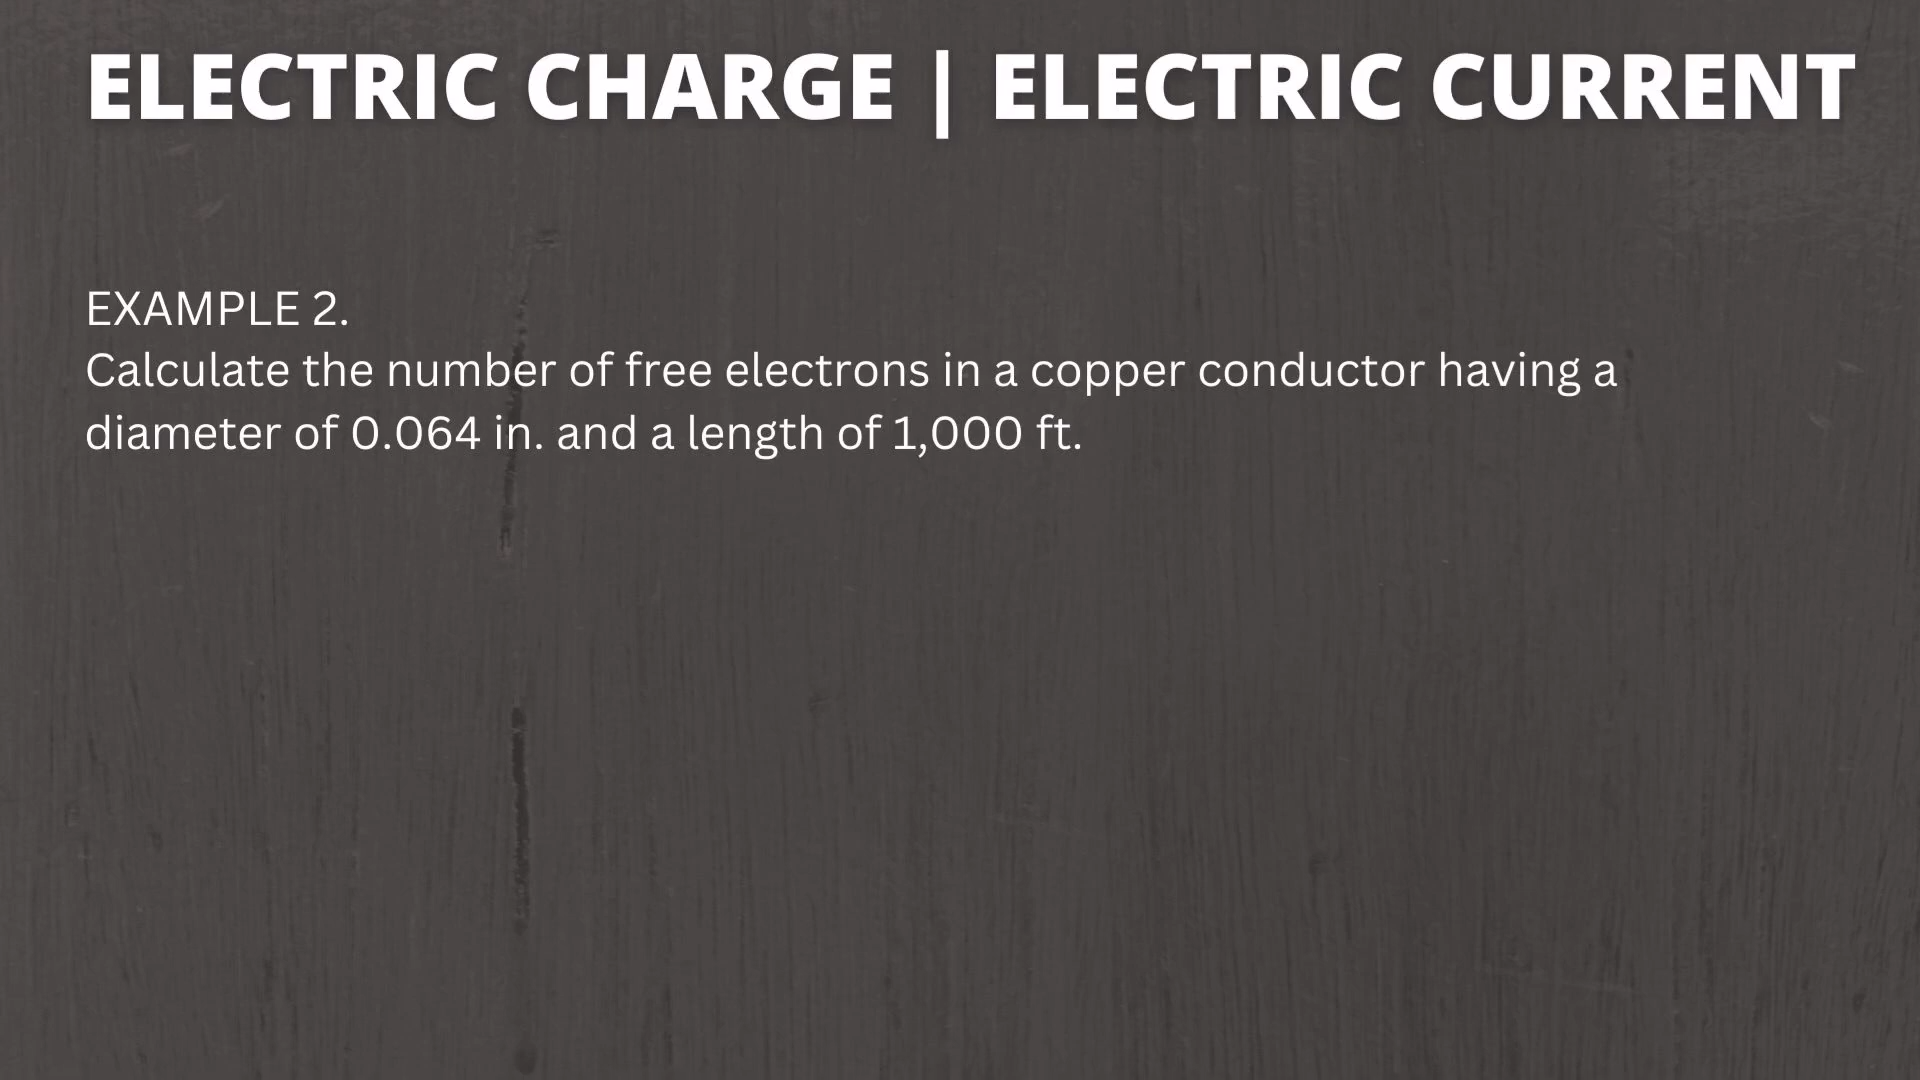 ELECTRIC CHARGE | ELECTRIC CURRENT
EXAMPLE 2.
Calculate the number of free electrons in a copper conductor having a
diameter of 0.064 in. and a length of 1,000 ft.